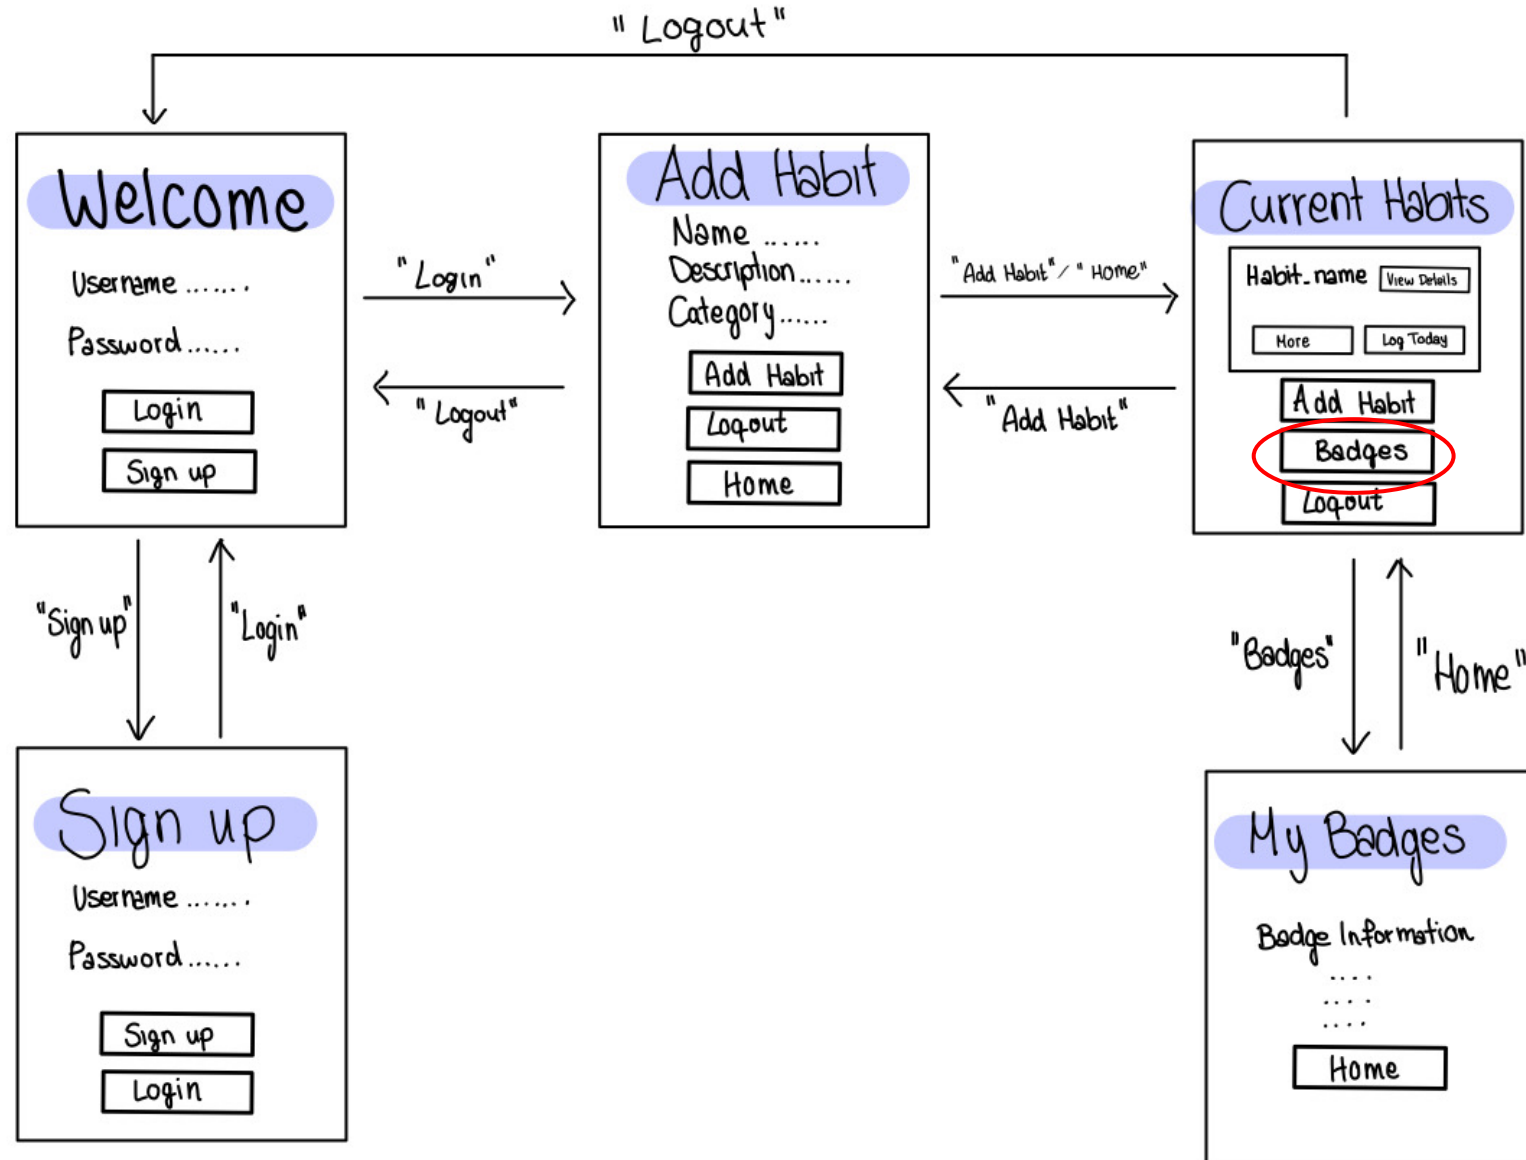 "Logout"
Welcome
Username .......
Password ......
Login
Sign up
"Login"
"Logout"
Add Habit
Name ......
Description ......
Category ......
Add Habit
Logout
Home
"Add Habit" / "Home"
"Add Habit"
Current Habits
Habit_name
View Details
More
Log Today
Add Habit
Badges
Logout
"Sign up"
"Login"
"Badges"
"Home"
Sign up
Username .......
Password ......
Sign up
Login
My Badges
Badge Information
....
....
....
Home